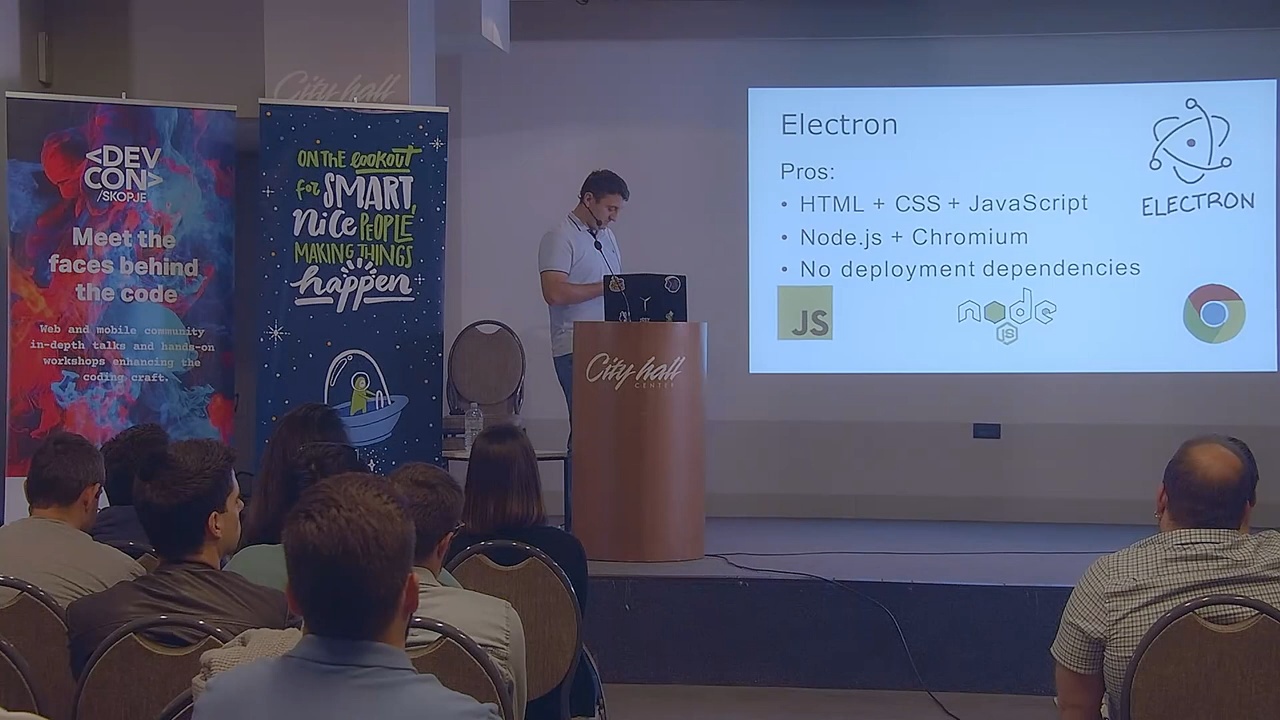 City hall
<DEV
CON>
/SKOPJE
Meet the
faces behind
the code
Web and mobile community
in-depth talks and hands-on
workshops enhancing the
coding craft.
ON THE lookout
for SMART,
nice PEOPLE
MAKING THINGS
happen
City hall
CENTER
Electron
Pros:
• HTML + CSS + JavaScript
• Node.js + Chromium
• No deployment dependencies
ELECTRON
JS
node
JS